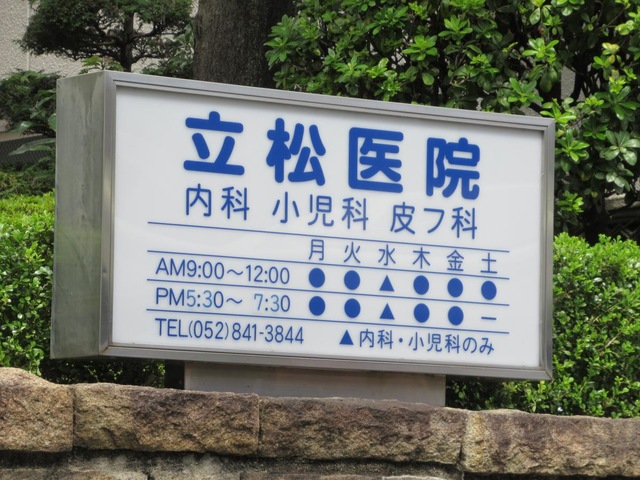 立松医院
内科 小児科 皮フ科
月 火 水 木 金 土
AM9:00〜12:00 ● ● ▲ ● ● ●
PM5:30〜 7:30 ● ● ▲ ● ● −
TEL(052)841-3844 ▲内科・小児科のみ